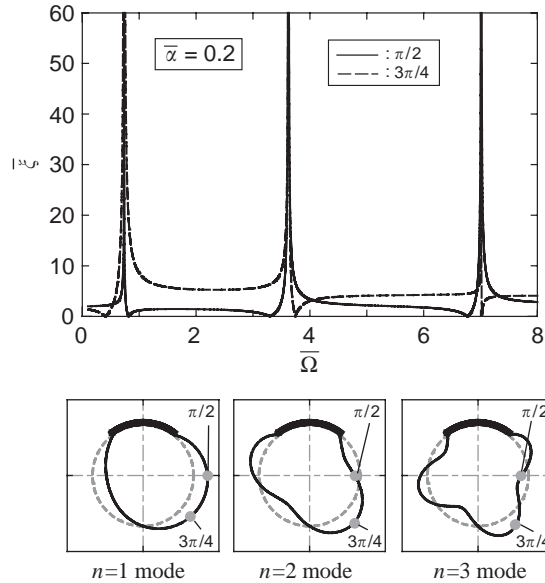 60
50
40
30
20
10
0
ξ̅
α̅ = 0.2
: π/2
: 3π/4
0 2 4 6 8
Ω̅
π/2
3π/4
n=1 mode
π/2
3π/4
n=2 mode
π/2
3π/4
n=3 mode